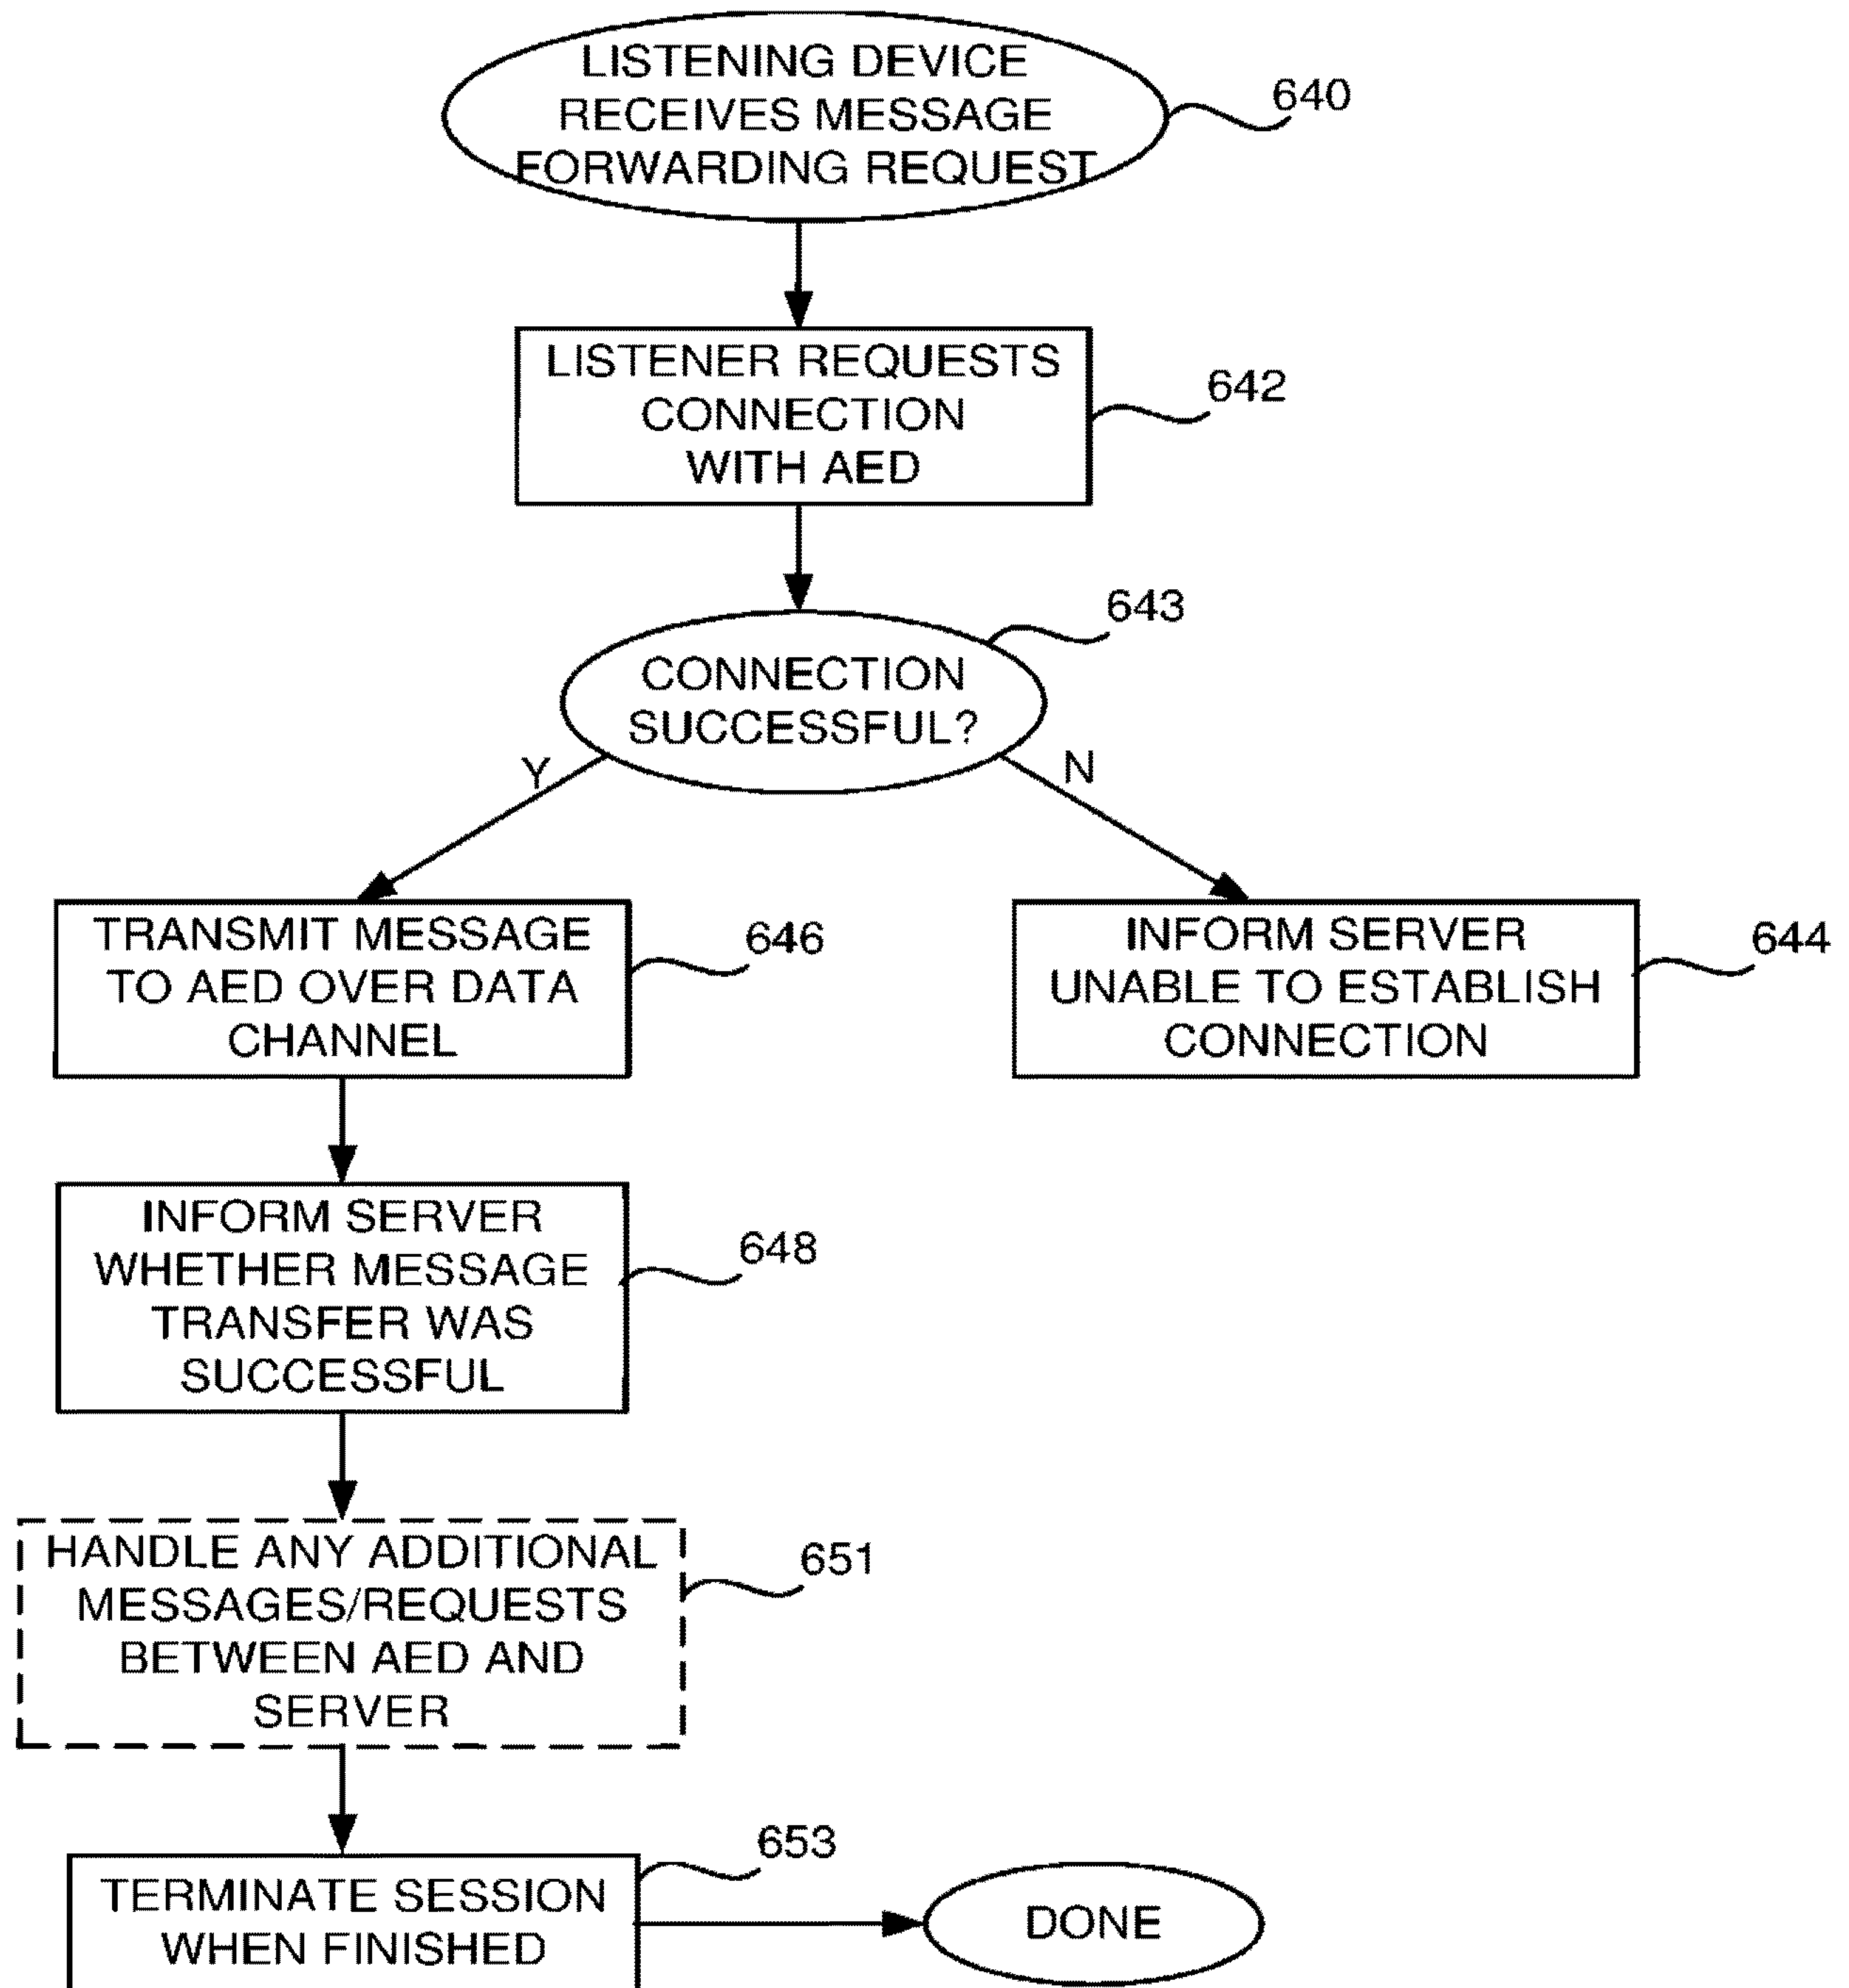 LISTENING DEVICE
RECEIVES MESSAGE
FORWARDING REQUEST
640
LISTENER REQUESTS
CONNECTION
WITH AED
642
643
CONNECTION
SUCCESSFUL?
Y
N
TRANSMIT MESSAGE
TO AED OVER DATA
CHANNEL
646
INFORM SERVER
UNABLE TO ESTABLISH
CONNECTION
644
INFORM SERVER
WHETHER MESSAGE
TRANSFER WAS
SUCCESSFUL
648
HANDLE ANY ADDITIONAL
MESSAGES/REQUESTS
BETWEEN AED AND
SERVER
651
653
TERMINATE SESSION
WHEN FINISHED
DONE